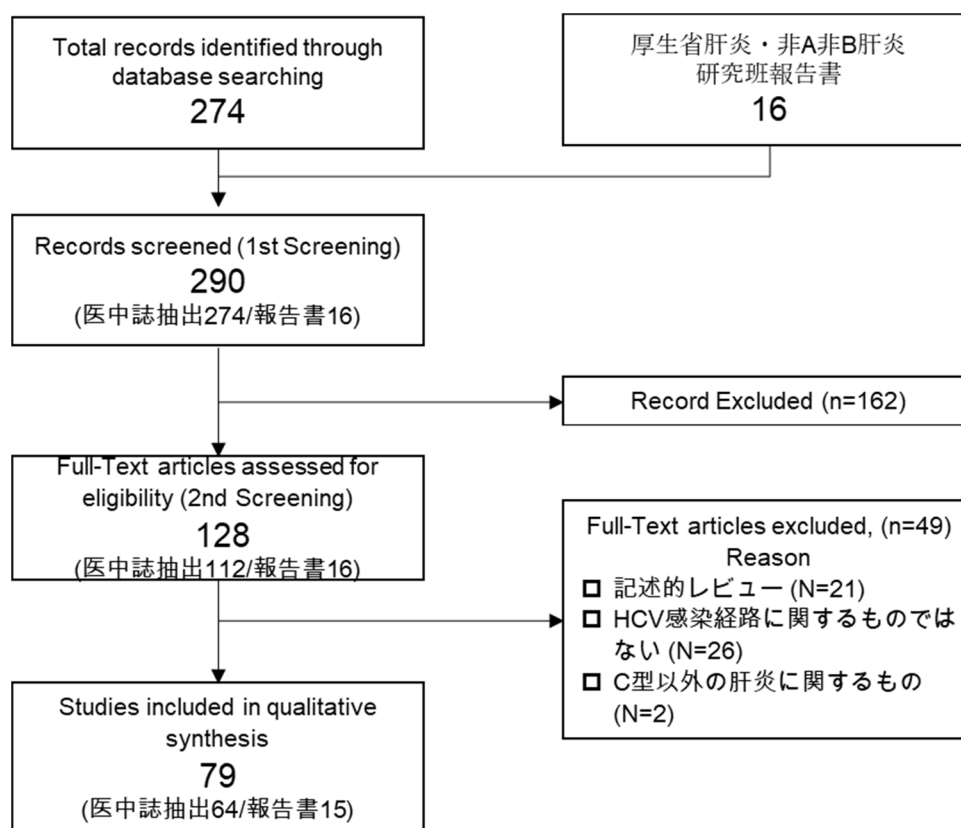 Total records identified through
database searching
274
厚生省肝炎・非A非B肝炎
研究班報告書
16
Records screened (1st Screening)
290
(医中誌抽出274/報告書16)
Record Excluded (n=162)
Full-Text articles assessed for
eligibility (2nd Screening)
128
(医中誌抽出112/報告書16)
Full-Text articles excluded, (n=49)
Reason
記述的レビュー (N=21)
HCV感染経路に関するものでは
ない (N=26)
C型以外の肝炎に関するもの
(N=2)
Studies included in qualitative
synthesis
79
(医中誌抽出64/報告書15)